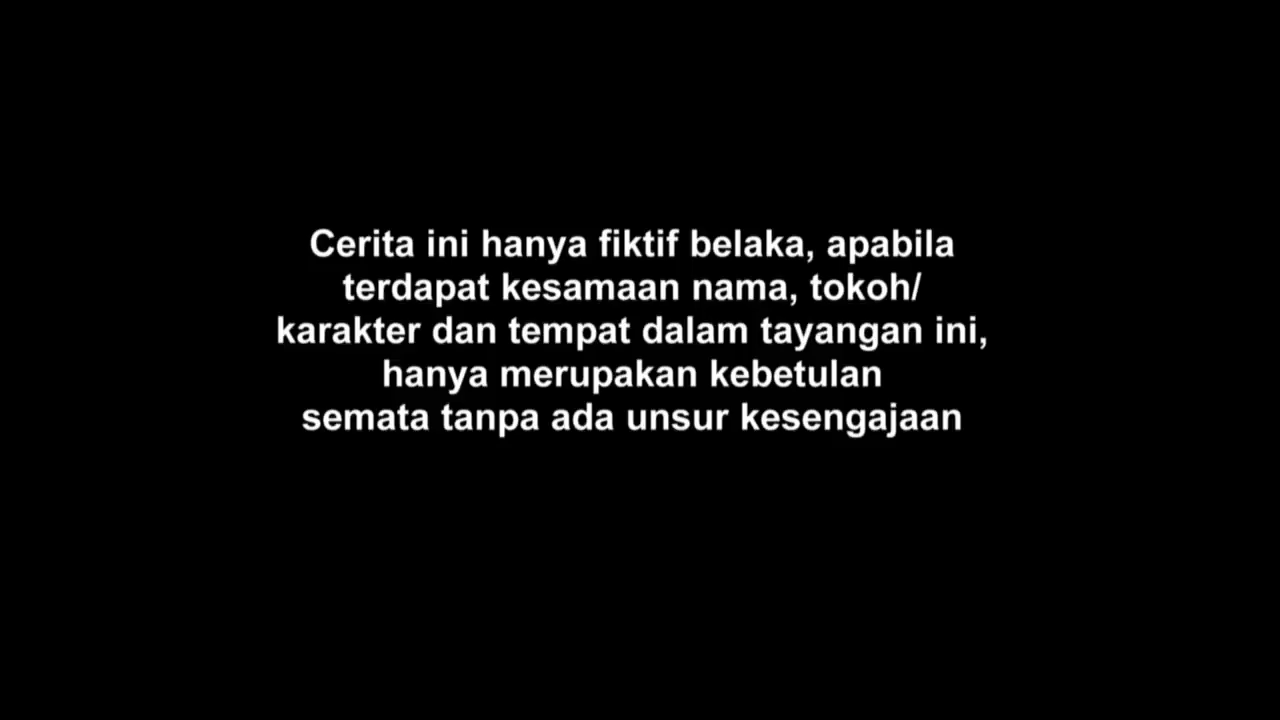 Cerita ini hanya fiktif belaka, apabila
terdapat kesamaan nama, tokoh/
karakter dan tempat dalam tayangan ini,
hanya merupakan kebetulan
semata tanpa ada unsur kesengajaan